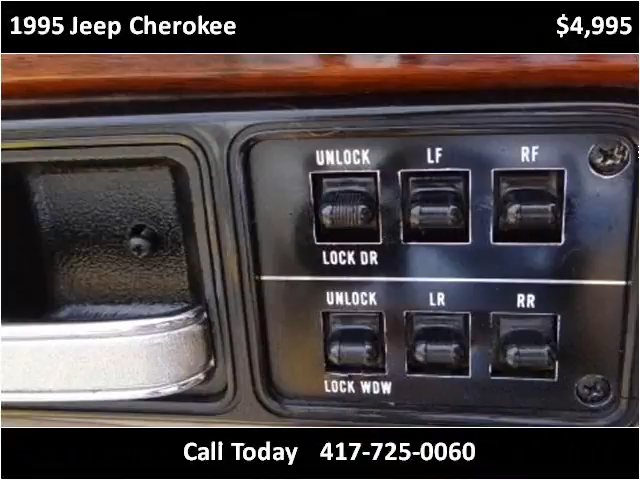 1995 Jeep Cherokee $4,995
UNLOCK LF RF
LOCK DR
UNLOCK LR RR
LOCK WDW
Call Today 417-725-0060